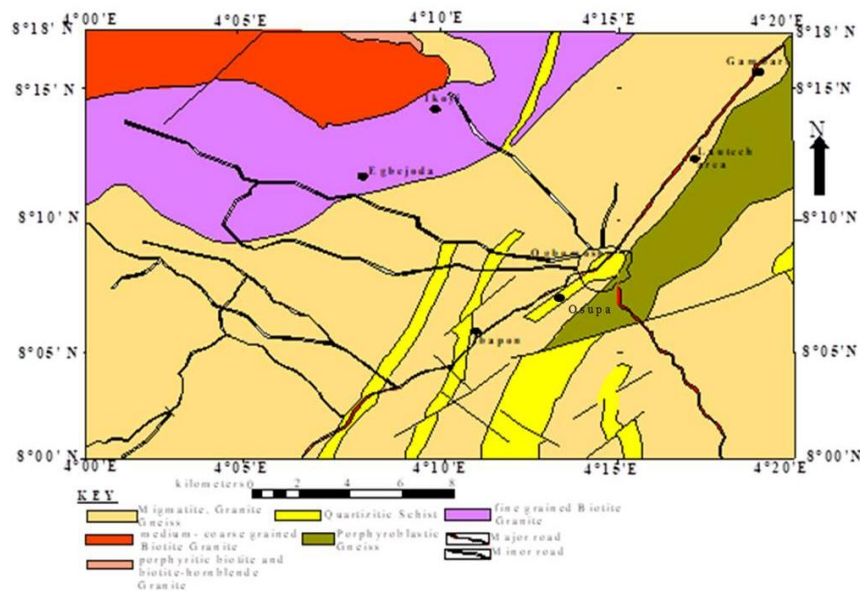 4°00'E 4°05'E 4°10'E 4°15'E 4°20'E
8°18' N 8°18' N
8°15' N 8°15' N
8°10' N 8°10' N
8°05' N 8°05' N
8°00' N 8°00' N
Gambari
Ikoyi
N
Lautech
area
Egbejoda
Osupa
Ibapon
4°00'E 4°05'E 4°10'E 4°15'E 4°20'E
kilometers 0 2 4 6 8
KEY
Migmatite, Granite
Gneiss
Quartizitic Schist
fine grained Biotite
Granite
medium- coarse grained
Biotite Granite
Porphyroblastic
Gneiss
Major road
Minor road
porphyritic biotite and
biotite-hornblende
Granite